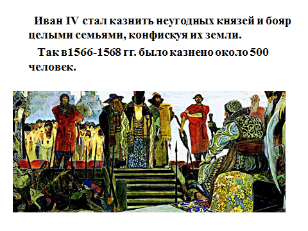 Иван IV стал казнить неугодных князей и бояр
целыми семьями, конфискуя их земли.
Так в1566-1568 гг. было казнено около 500
человек.